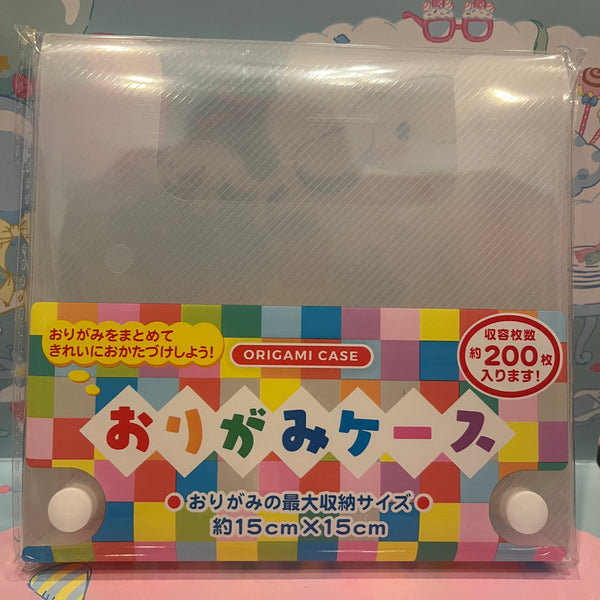 おりがみをまとめて
きれいにおかたづけしよう!
ORIGAMI CASE
収容枚数
約200枚
入ります!
おりがみケース
●おりがみの最大収納サイズ●
約15cm×15cm